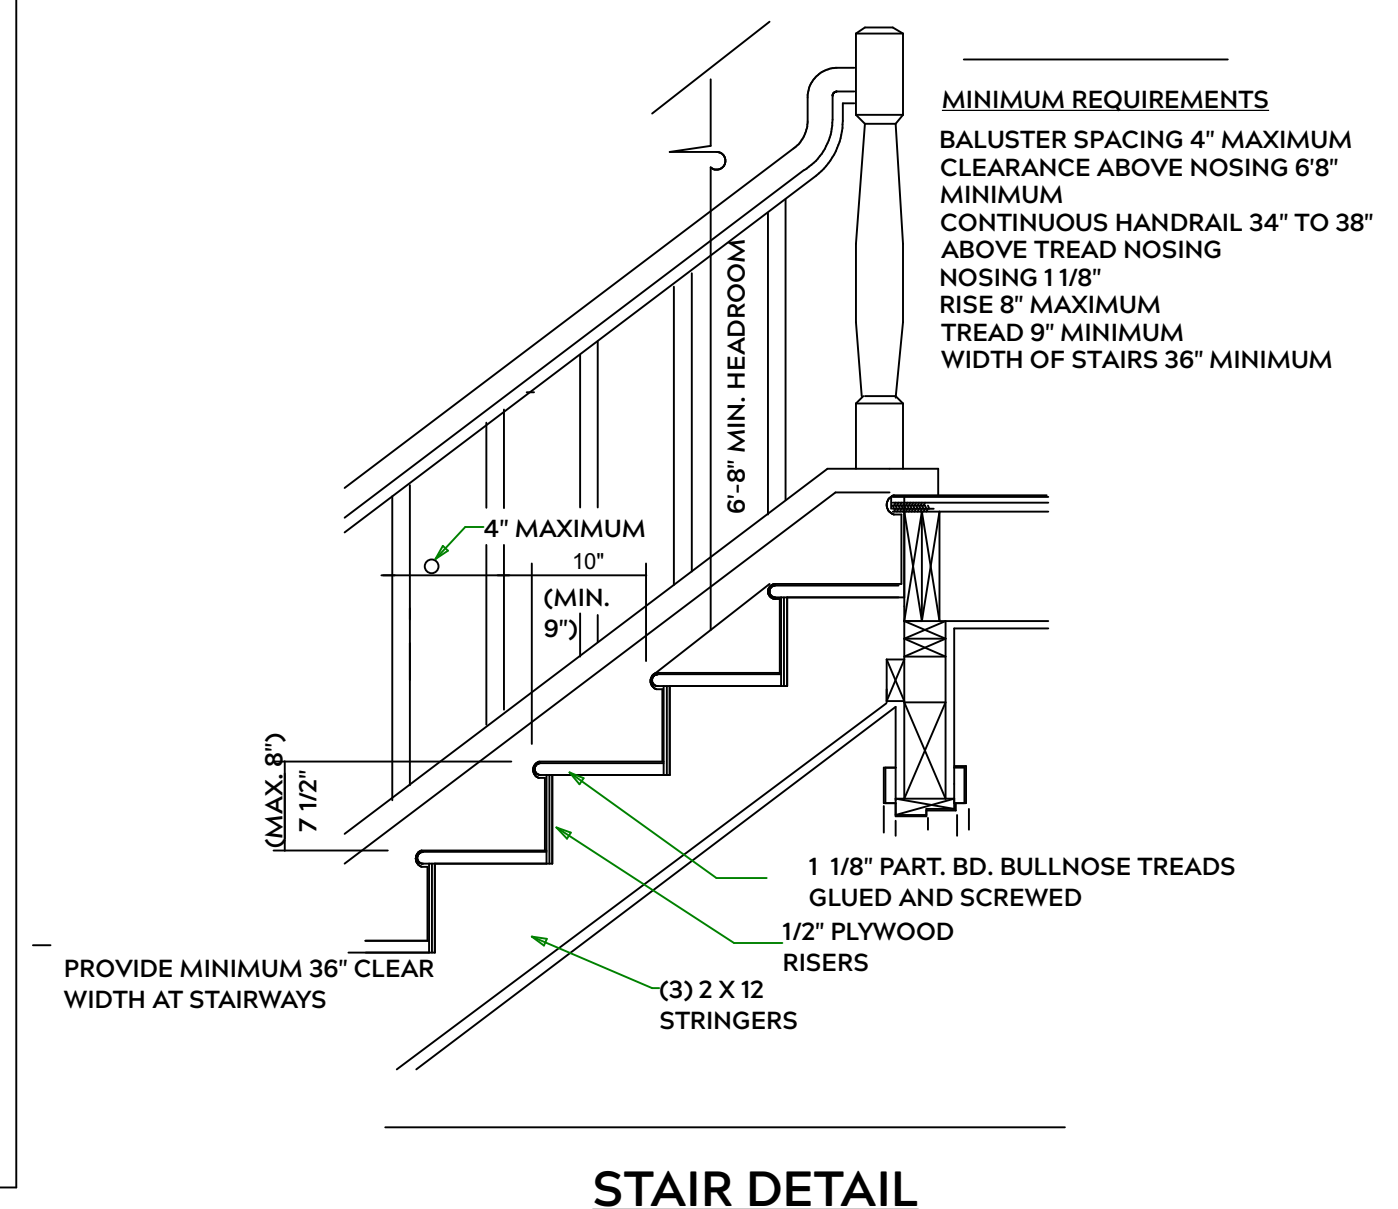 MINIMUM REQUIREMENTS
BALUSTER SPACING 4" MAXIMUM
CLEARANCE ABOVE NOSING 6'8"
MINIMUM
CONTINUOUS HANDRAIL 34" TO 38"
ABOVE TREAD NOSING
NOSING 1 1/8"
RISE 8" MAXIMUM
TREAD 9" MINIMUM
WIDTH OF STAIRS 36" MINIMUM
6'-8" MIN. HEADROOM
4" MAXIMUM
10"
(MIN.
9")
(MAX. 8")
7 1/2"
1 1/8" PART. BD. BULLNOSE TREADS
GLUED AND SCREWED
1/2" PLYWOOD
RISERS
(3) 2 X 12
STRINGERS
PROVIDE MINIMUM 36" CLEAR
WIDTH AT STAIRWAYS
STAIR DETAIL